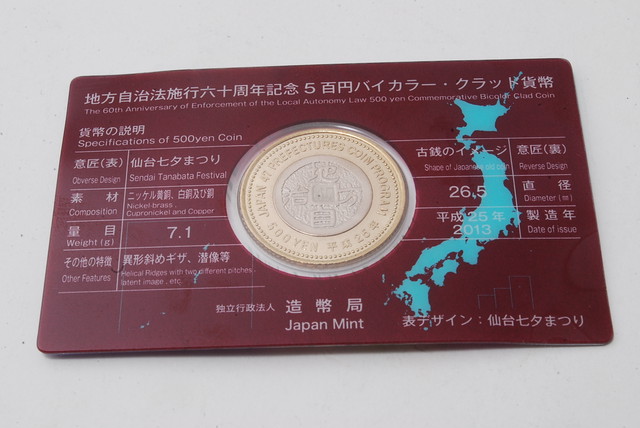 地方自治法施行六十周年記念5百円バイカラー・クラッド貨幣
The 60th Anniversary of Enforcement of the Local Autonomy Law 500 yen Commemorative Bicolor Clad Coin
貨幣の説明
Specifications of 500yen Coin
意匠(表) 仙台七夕まつり
Obverse Design Sendai Tanabata Festival
素材 ニッケル黄銅、白銅及び銅
Composition Nickel-brass, Cupronickel and Copper
量目 7.1
Weight (g)
その他の特徴 異形斜めギザ、潜像等
Other Features Helical Ridges with two different pitches, latent image, etc.
JAPAN 47 PREFECTURES COIN PROGRAM
500 YEN 平成25年
古銭のイメージ 意匠(裏)
Shape of Japanese old coin Reverse Design
26.5 直径
Diameter (㎜)
平成25年 製造年
2013 Date of issue
独立行政法人 造幣局
Japan Mint
表デザイン:仙台七夕まつり